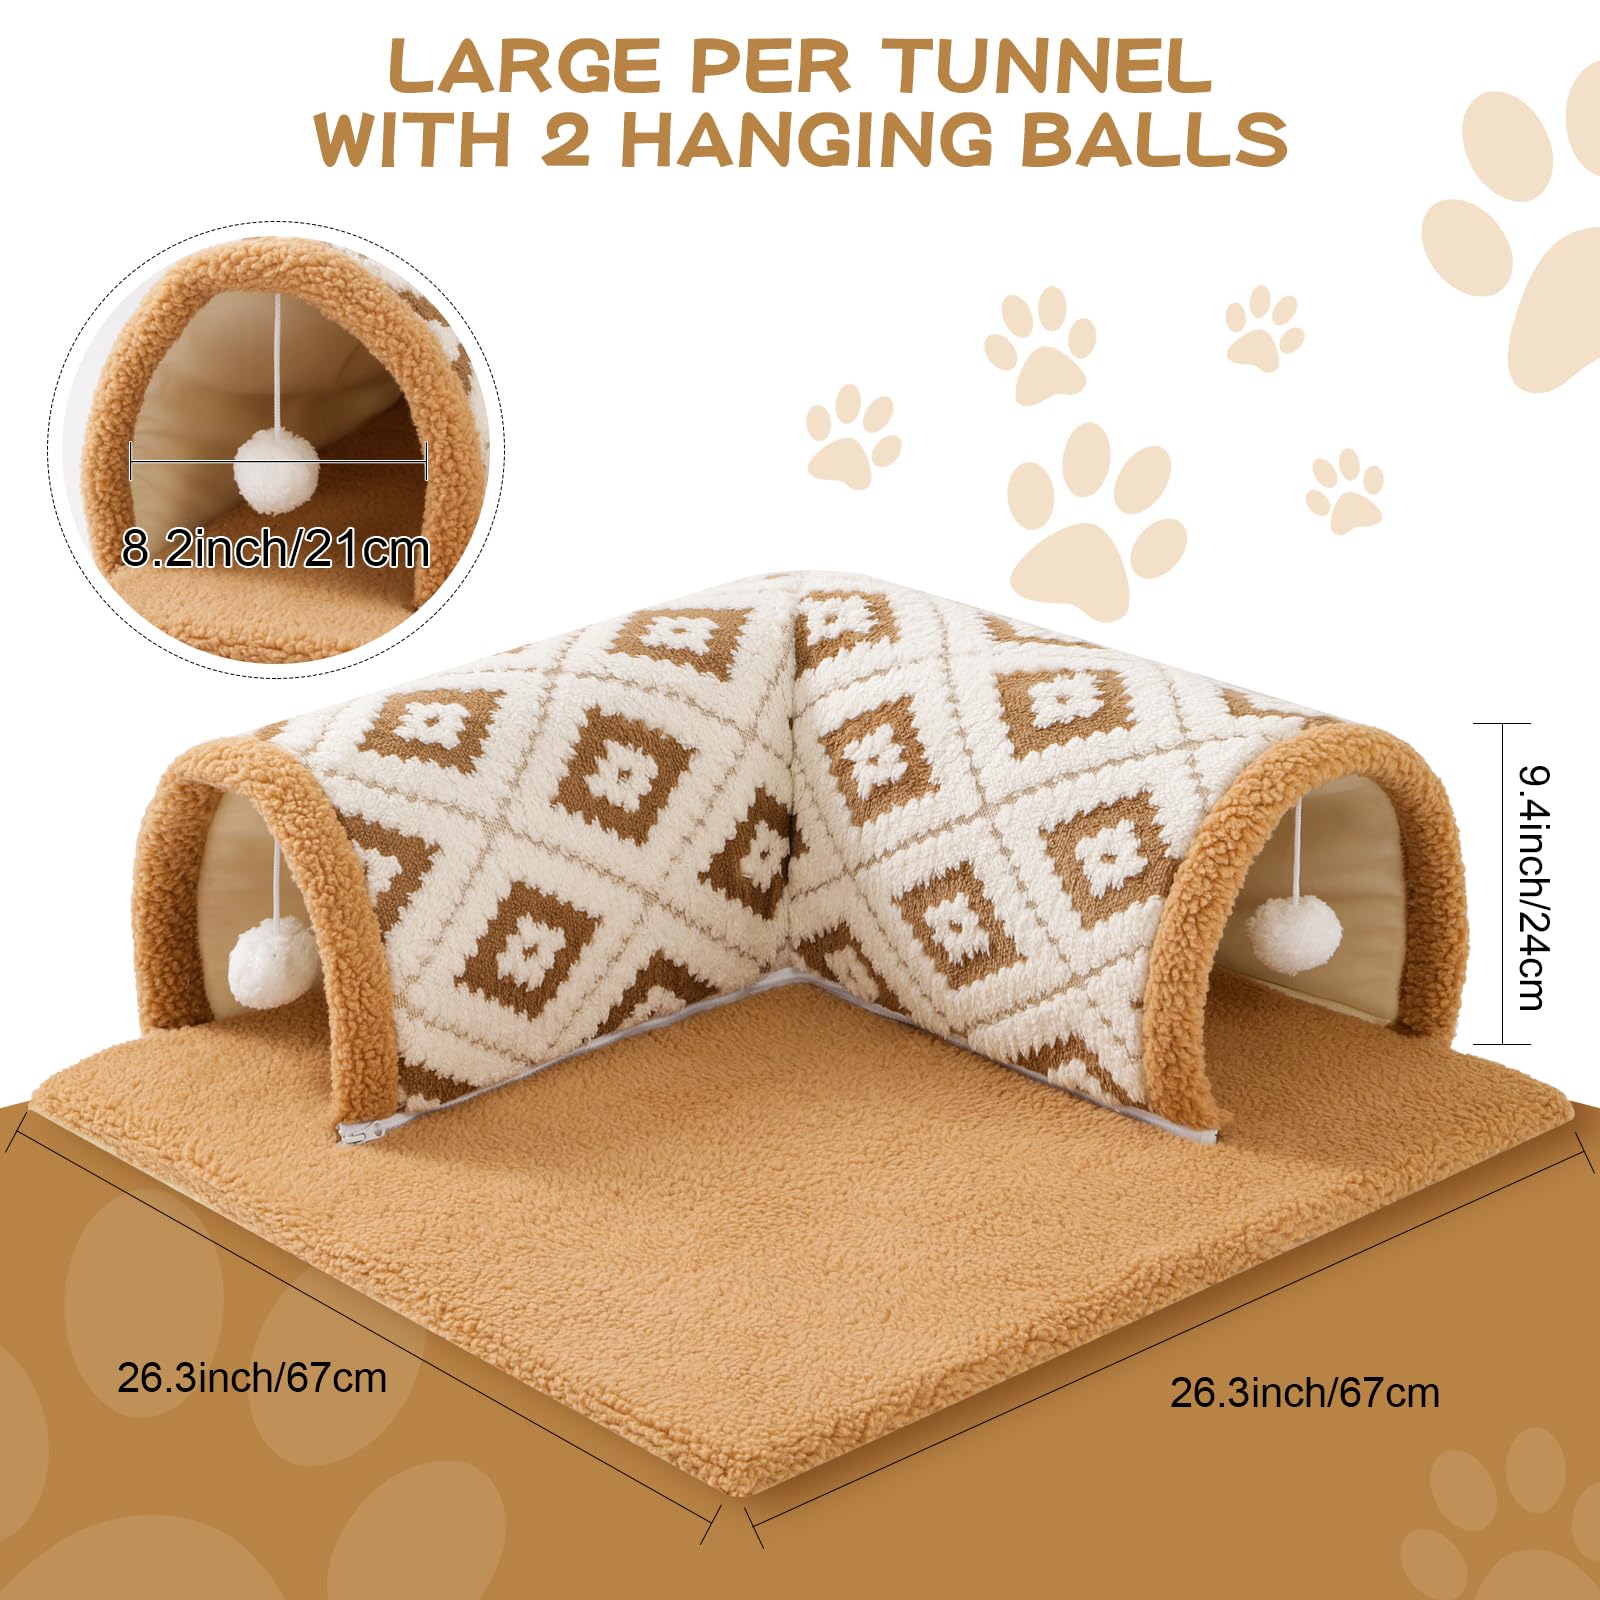 LARGE PER TUNNEL
WITH 2 HANGING BALLS
8.2inch/21cm
9.4inch/24cm
26.3inch/67cm
26.3inch/67cm